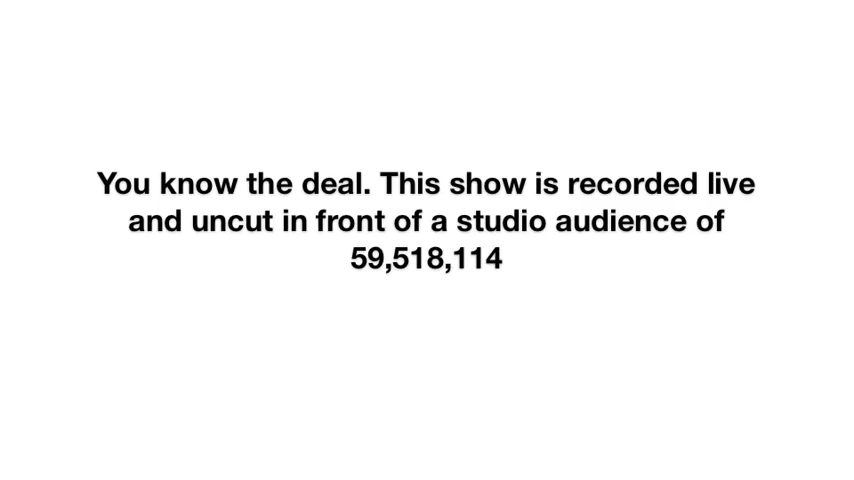 You know the deal. This show is recorded live
and uncut in front of a studio audience of
59,518,114